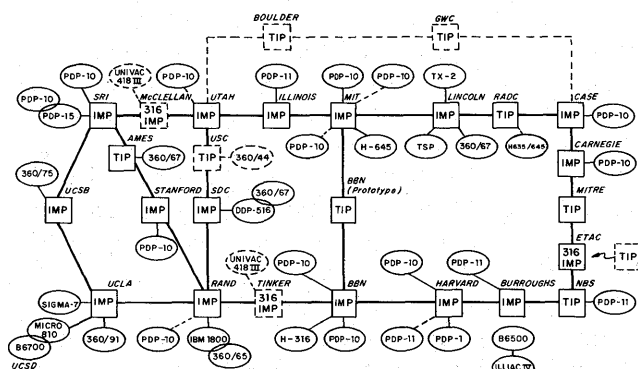 BOULDER
TIP
GWC
TIP
PDP-10
UNIVAC
418 III
PDP-10
PDP-11
PDP-10
PDP-10
TX-2
PDP-10
PDP-15
SRI
IMP
McCLELLAN
316
IMP
UTAH
IMP
ILLINOIS
IMP
MIT
IMP
LINCOLN
IMP
RADC
TIP
CASE
IMP
PDP-10
AMES
TIP
360/67
USC
TIP
360/44
PDP-10
H-645
TSP
360/67
H635/645
CARNEGIE
IMP
PDP-10
360/75
UCSB
IMP
STANFORD
IMP
PDP-10
SDC
IMP
360/67
DDP-516
BBN
(Prototype)
TIP
MITRE
TIP
ETAC
316
IMP
TIP
UCLA
IMP
SIGMA-7
MICRO
810
B6700
UCSD
360/91
RAND
IMP
PDP-10
IBM 1800
360/65
UNIVAC
418 III
TINKER
316
IMP
PDP-10
BBN
IMP
H-316
PDP-10
PDP-10
HARVARD
IMP
PDP-11
PDP-1
PDP-11
BURROUGHS
IMP
B6500
ILLIAC IV
NBS
TIP
PDP-11